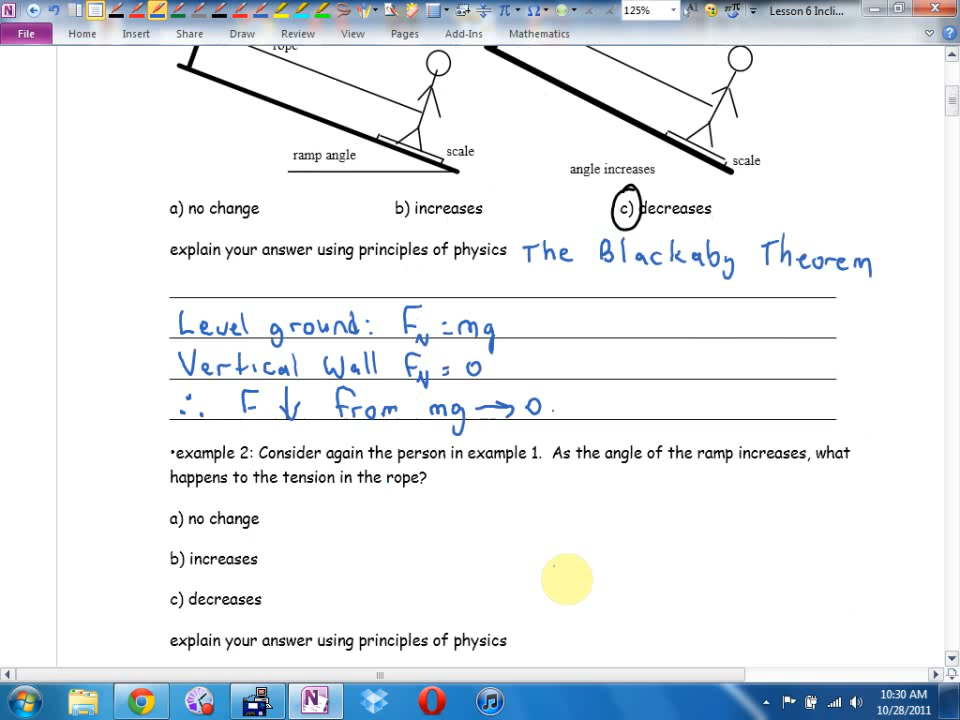 125%
Lesson 6 Incli...
File Home Insert Share Draw Review View Pages Add-Ins Mathematics
rope
ramp angle
scale
angle increases
scale
a) no change b) increases c) decreases
explain your answer using principles of physics The Blackaby Theorem
Level ground: FN = mg
Vertical Wall FN = 0
∴ F ↓ from mg → 0.
•example 2: Consider again the person in example 1. As the angle of the ramp increases, what
happens to the tension in the rope?
a) no change
b) increases
c) decreases
explain your answer using principles of physics
10:30 AM
10/28/2011